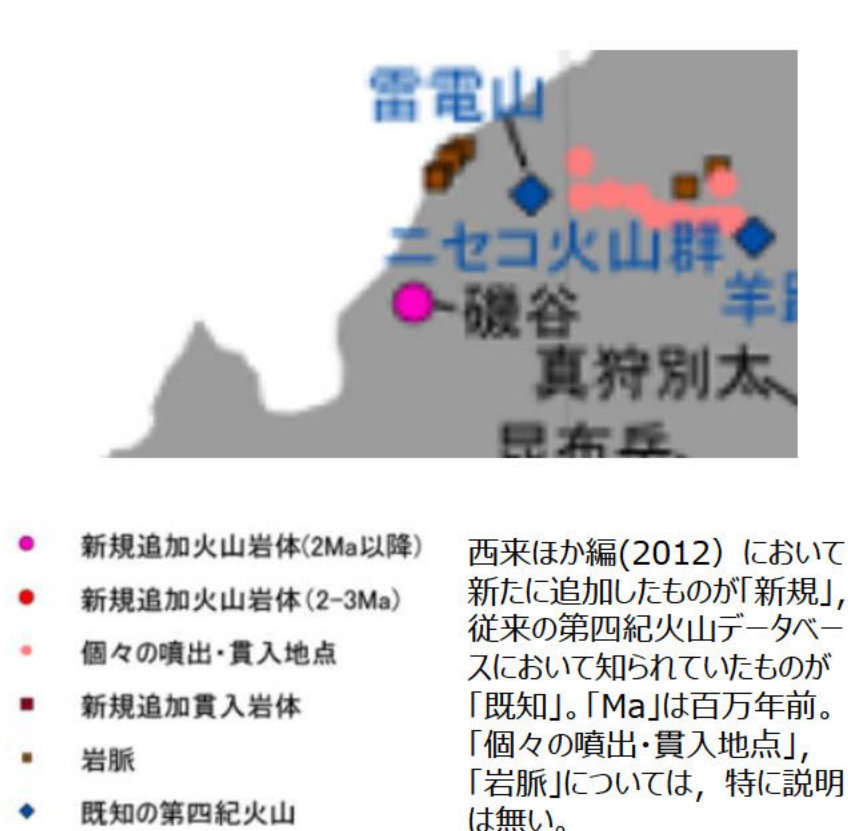 雷電山
ニセコ火山群
羊
磯谷
真狩別太
昆布岳
新規追加火山岩体(2Ma以降)
新規追加火山岩体(2-3Ma)
個々の噴出・貫入地点
新規追加貫入岩体
岩脈
既知の第四紀火山
西来ほか編(2012) において
新たに追加したものが「新規」,
従来の第四紀火山データベー
スにおいて知られていたものが
「既知」。「Ma」は百万年前。
「個々の噴出・貫入地点」,
「岩脈」については, 特に説明
は無い。